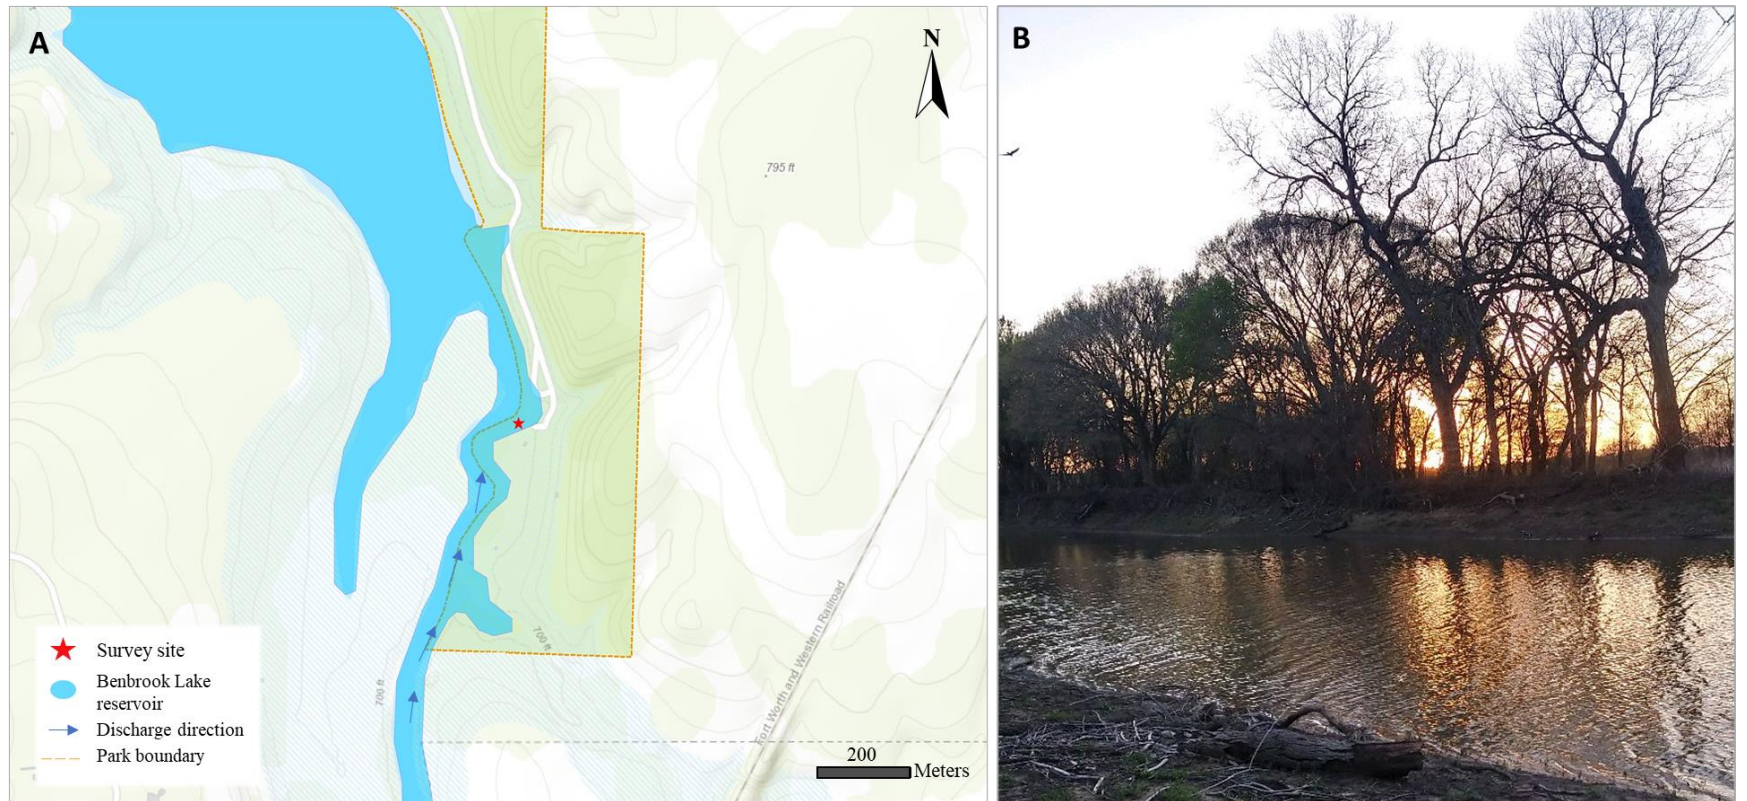 A
N
795 ft
700 ft
700 ft
Fort Worth and Western Railroad
Survey site
Benbrook Lake
reservoir
Discharge direction
Park boundary
200
Meters
B